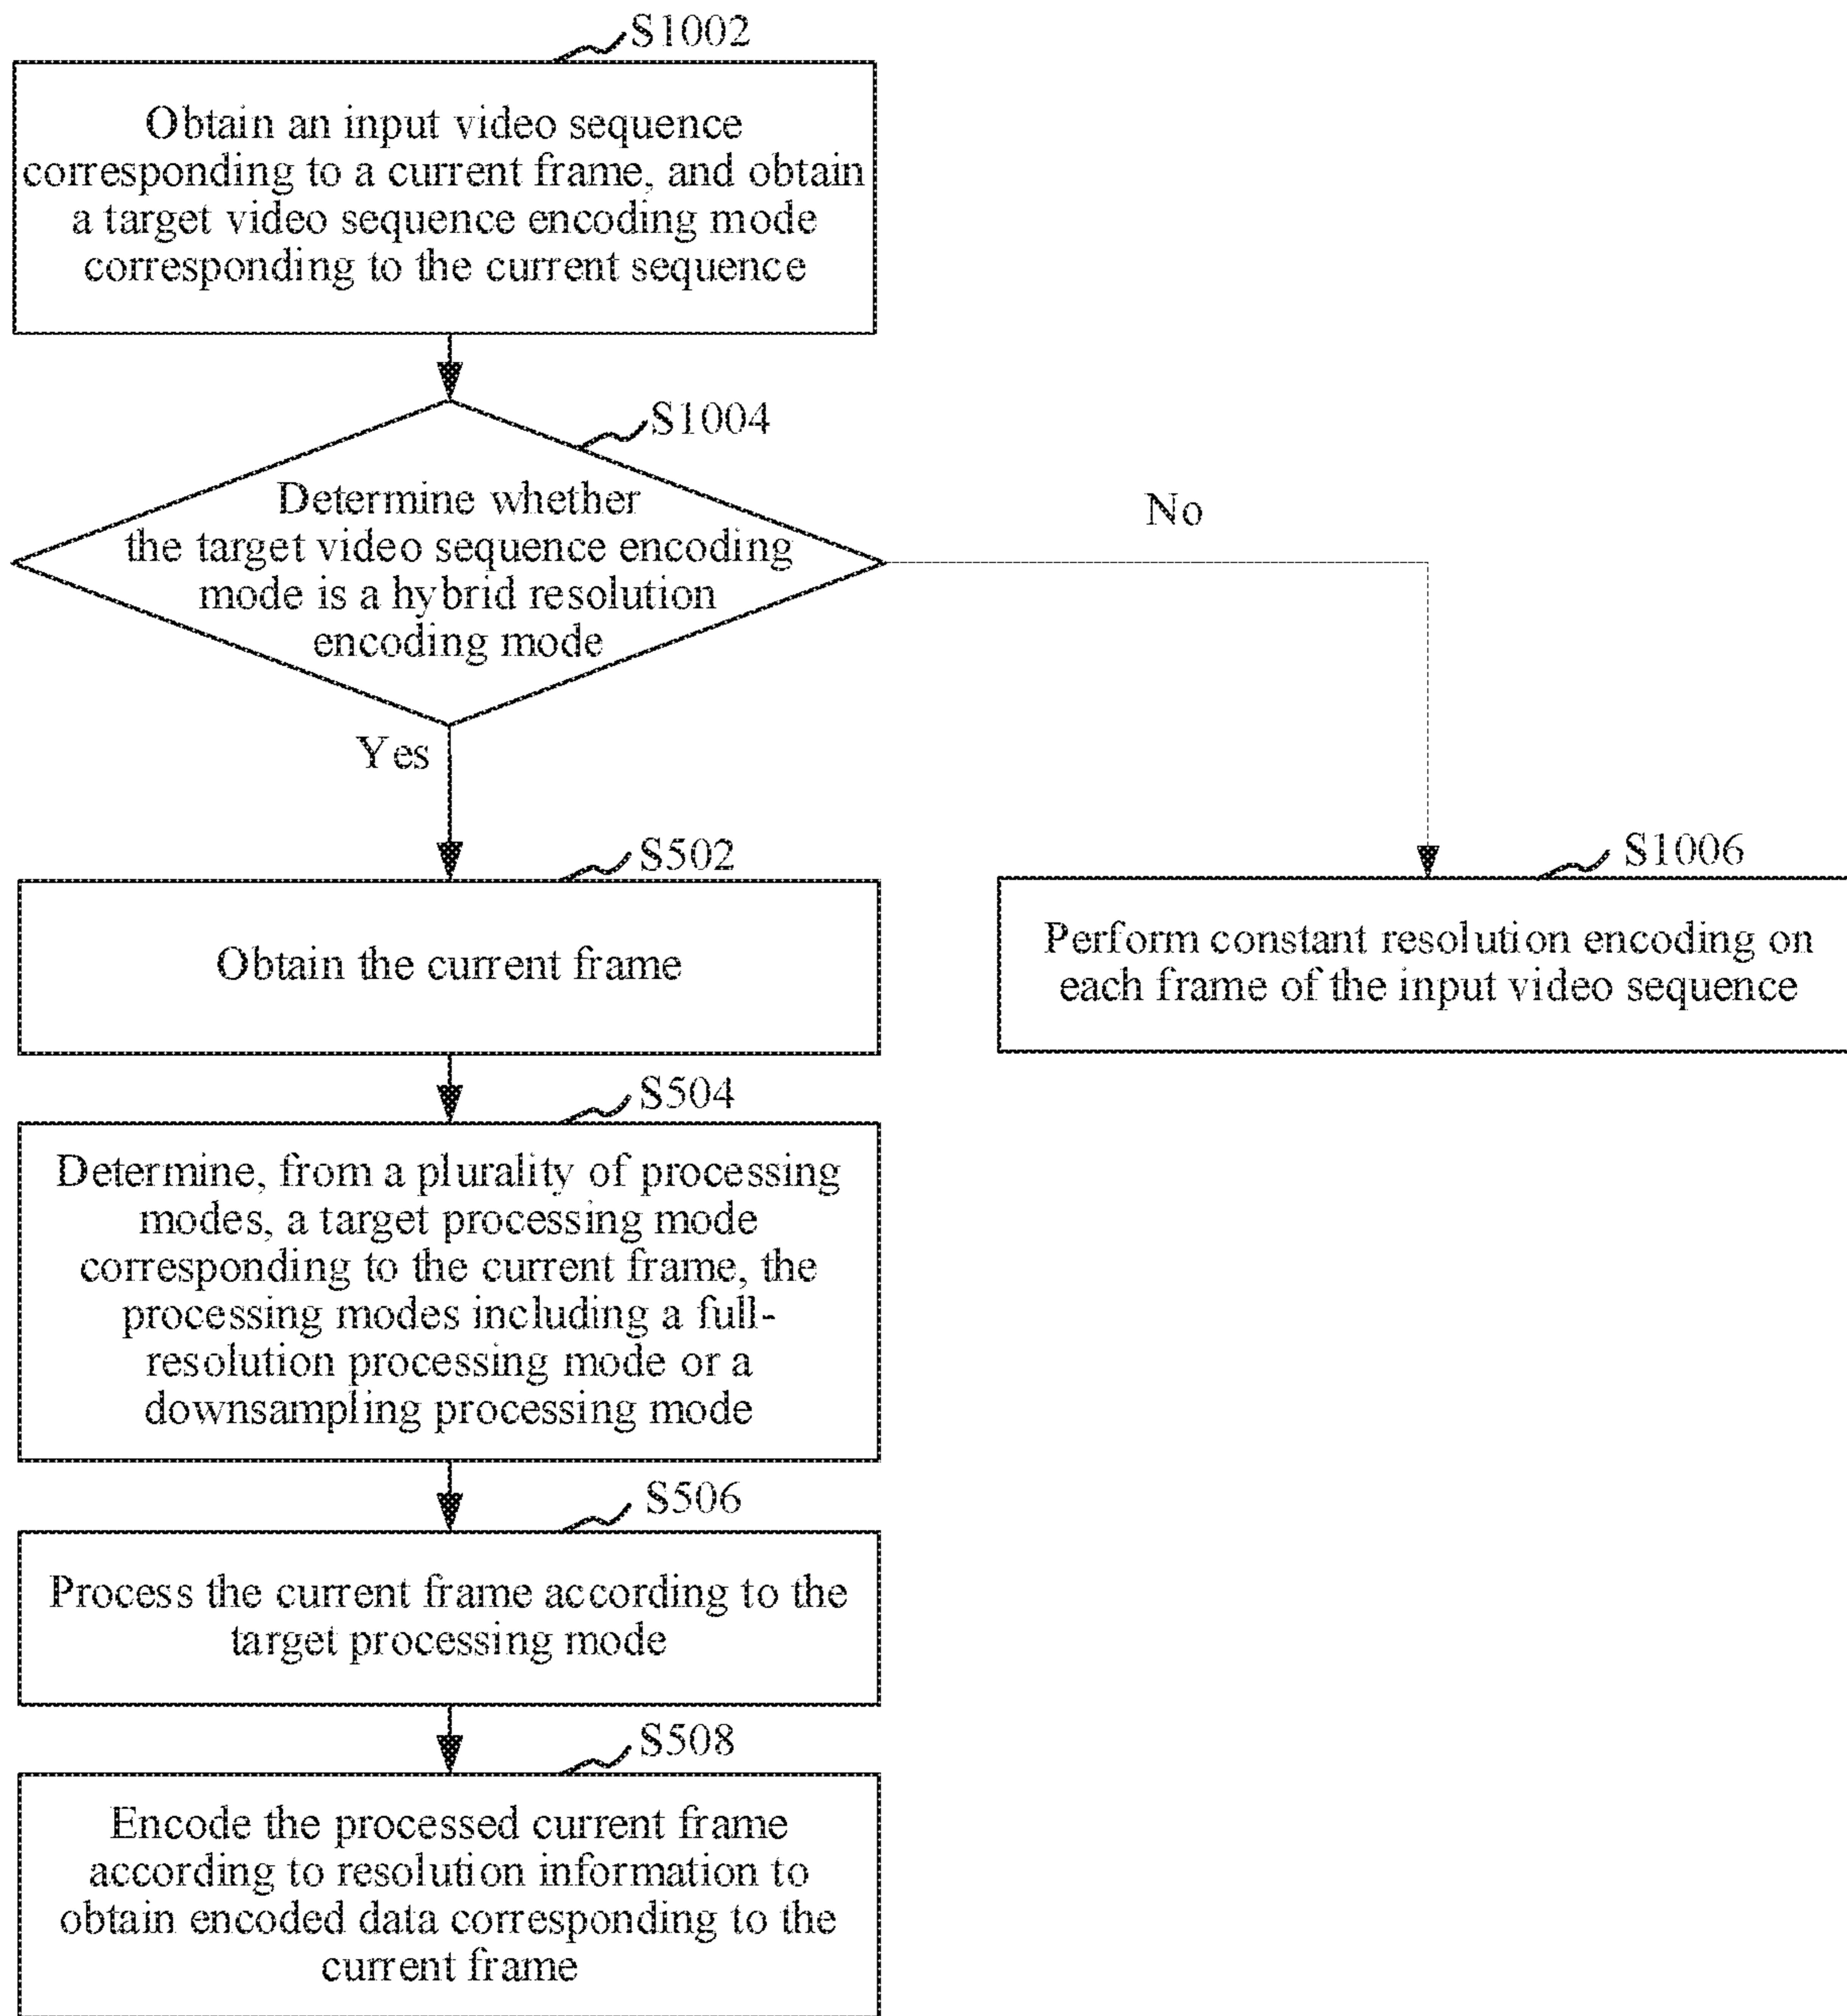 S1002
Obtain an input video sequence
corresponding to a current frame, and obtain
a target video sequence encoding mode
corresponding to the current sequence
S1004
Determine whether
the target video sequence encoding
mode is a hybrid resolution
encoding mode
No
Yes
S502
Obtain the current frame
S1006
Perform constant resolution encoding on
each frame of the input video sequence
S504
Determine, from a plurality of processing
modes, a target processing mode
corresponding to the current frame, the
processing modes including a full-
resolution processing mode or a
downsampling processing mode
S506
Process the current frame according to the
target processing mode
S508
Encode the processed current frame
according to resolution information to
obtain encoded data corresponding to the
current frame